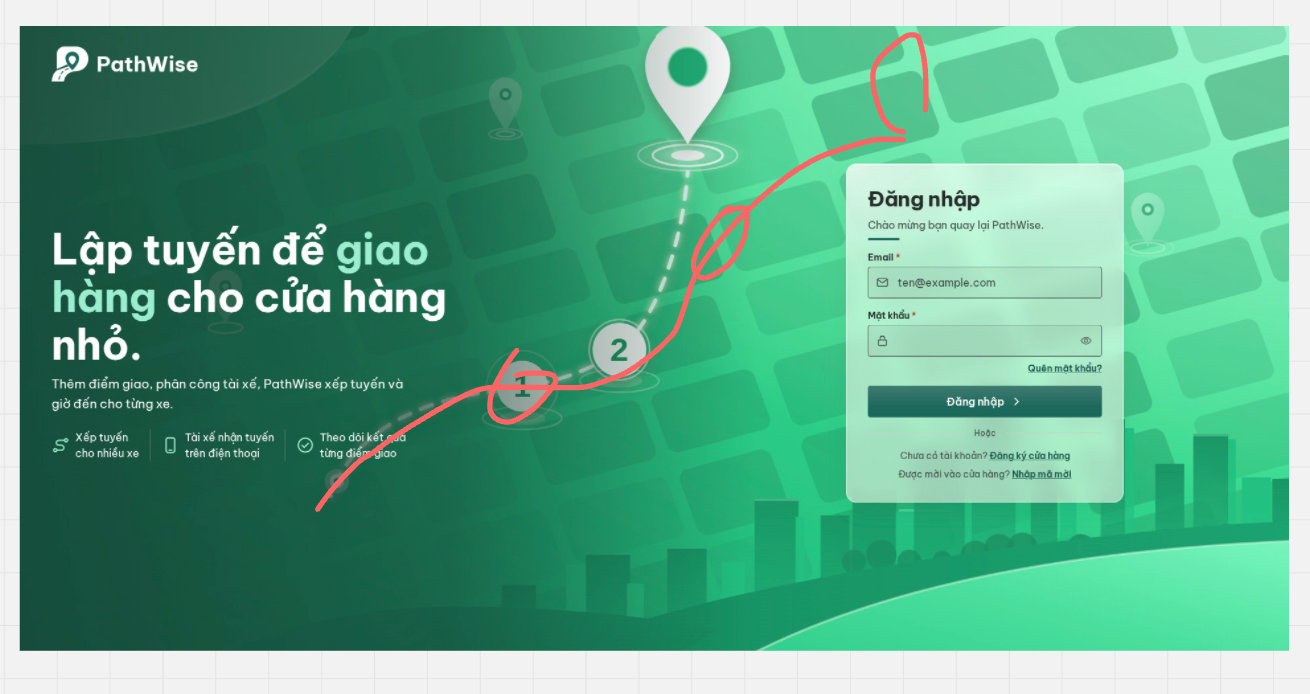 PathWise
Lập tuyến để giao
hàng cho cửa hàng
nhỏ.
Thêm điểm giao, phân công tài xế, PathWise xếp tuyến và
giờ đến cho từng xe.
Xếp tuyến
cho nhiều xe
Tài xế nhận tuyến
trên điện thoại
Theo dõi kết quả
từng điểm giao
1
2
Đăng nhập
Chào mừng bạn quay lại PathWise.
Email *
ten@example.com
Mật khẩu *
Quên mật khẩu?
Đăng nhập
Hoặc
Chưa có tài khoản? Đăng ký cửa hàng
Được mời vào cửa hàng? Nhập mã mời